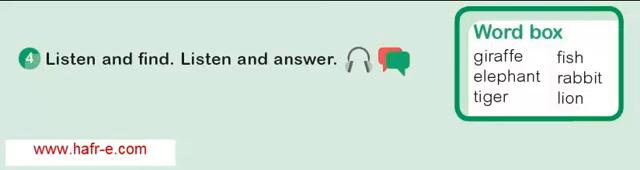 4 Listen and find. Listen and answer.
Word box
giraffe fish
elephant rabbit
tiger lion
www.hafr-e.com